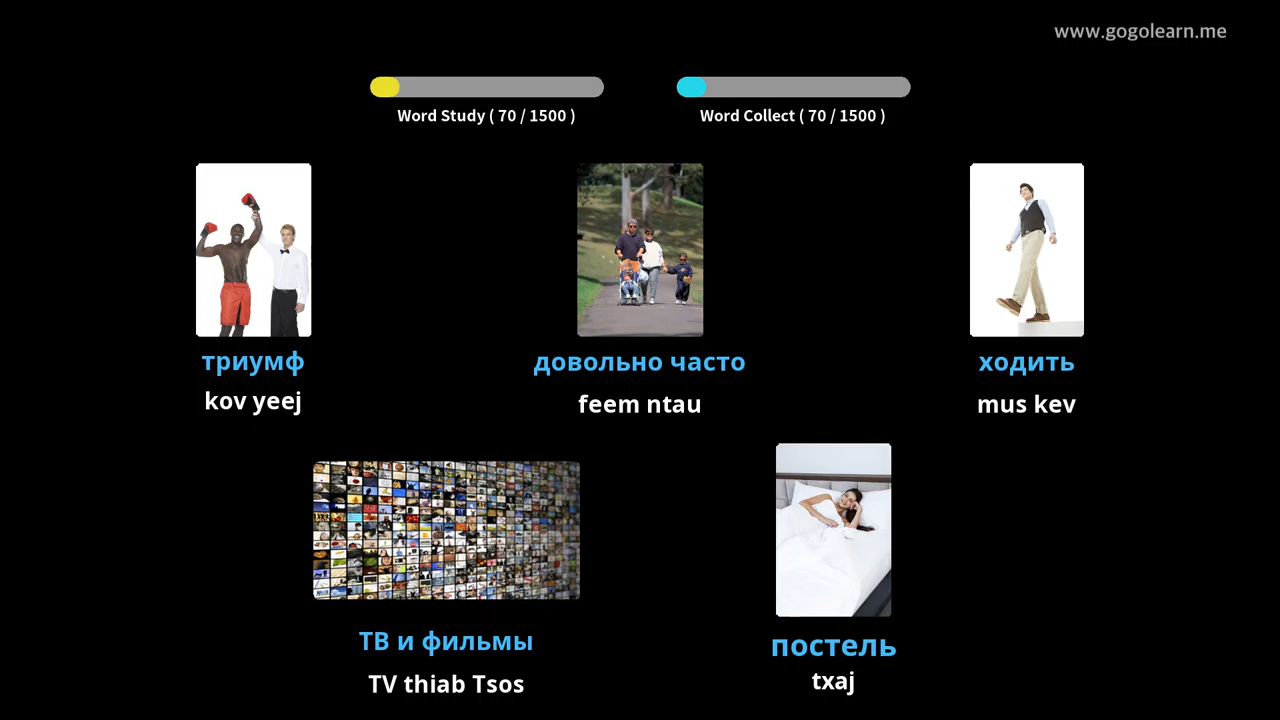 www.gogolearn.me
Word Study ( 70 / 1500 )
Word Collect ( 70 / 1500 )
триумф
kov yeej
довольно часто
feem ntau
ходить
mus kev
ТВ и фильмы
TV thiab Tsos
постель
txaj